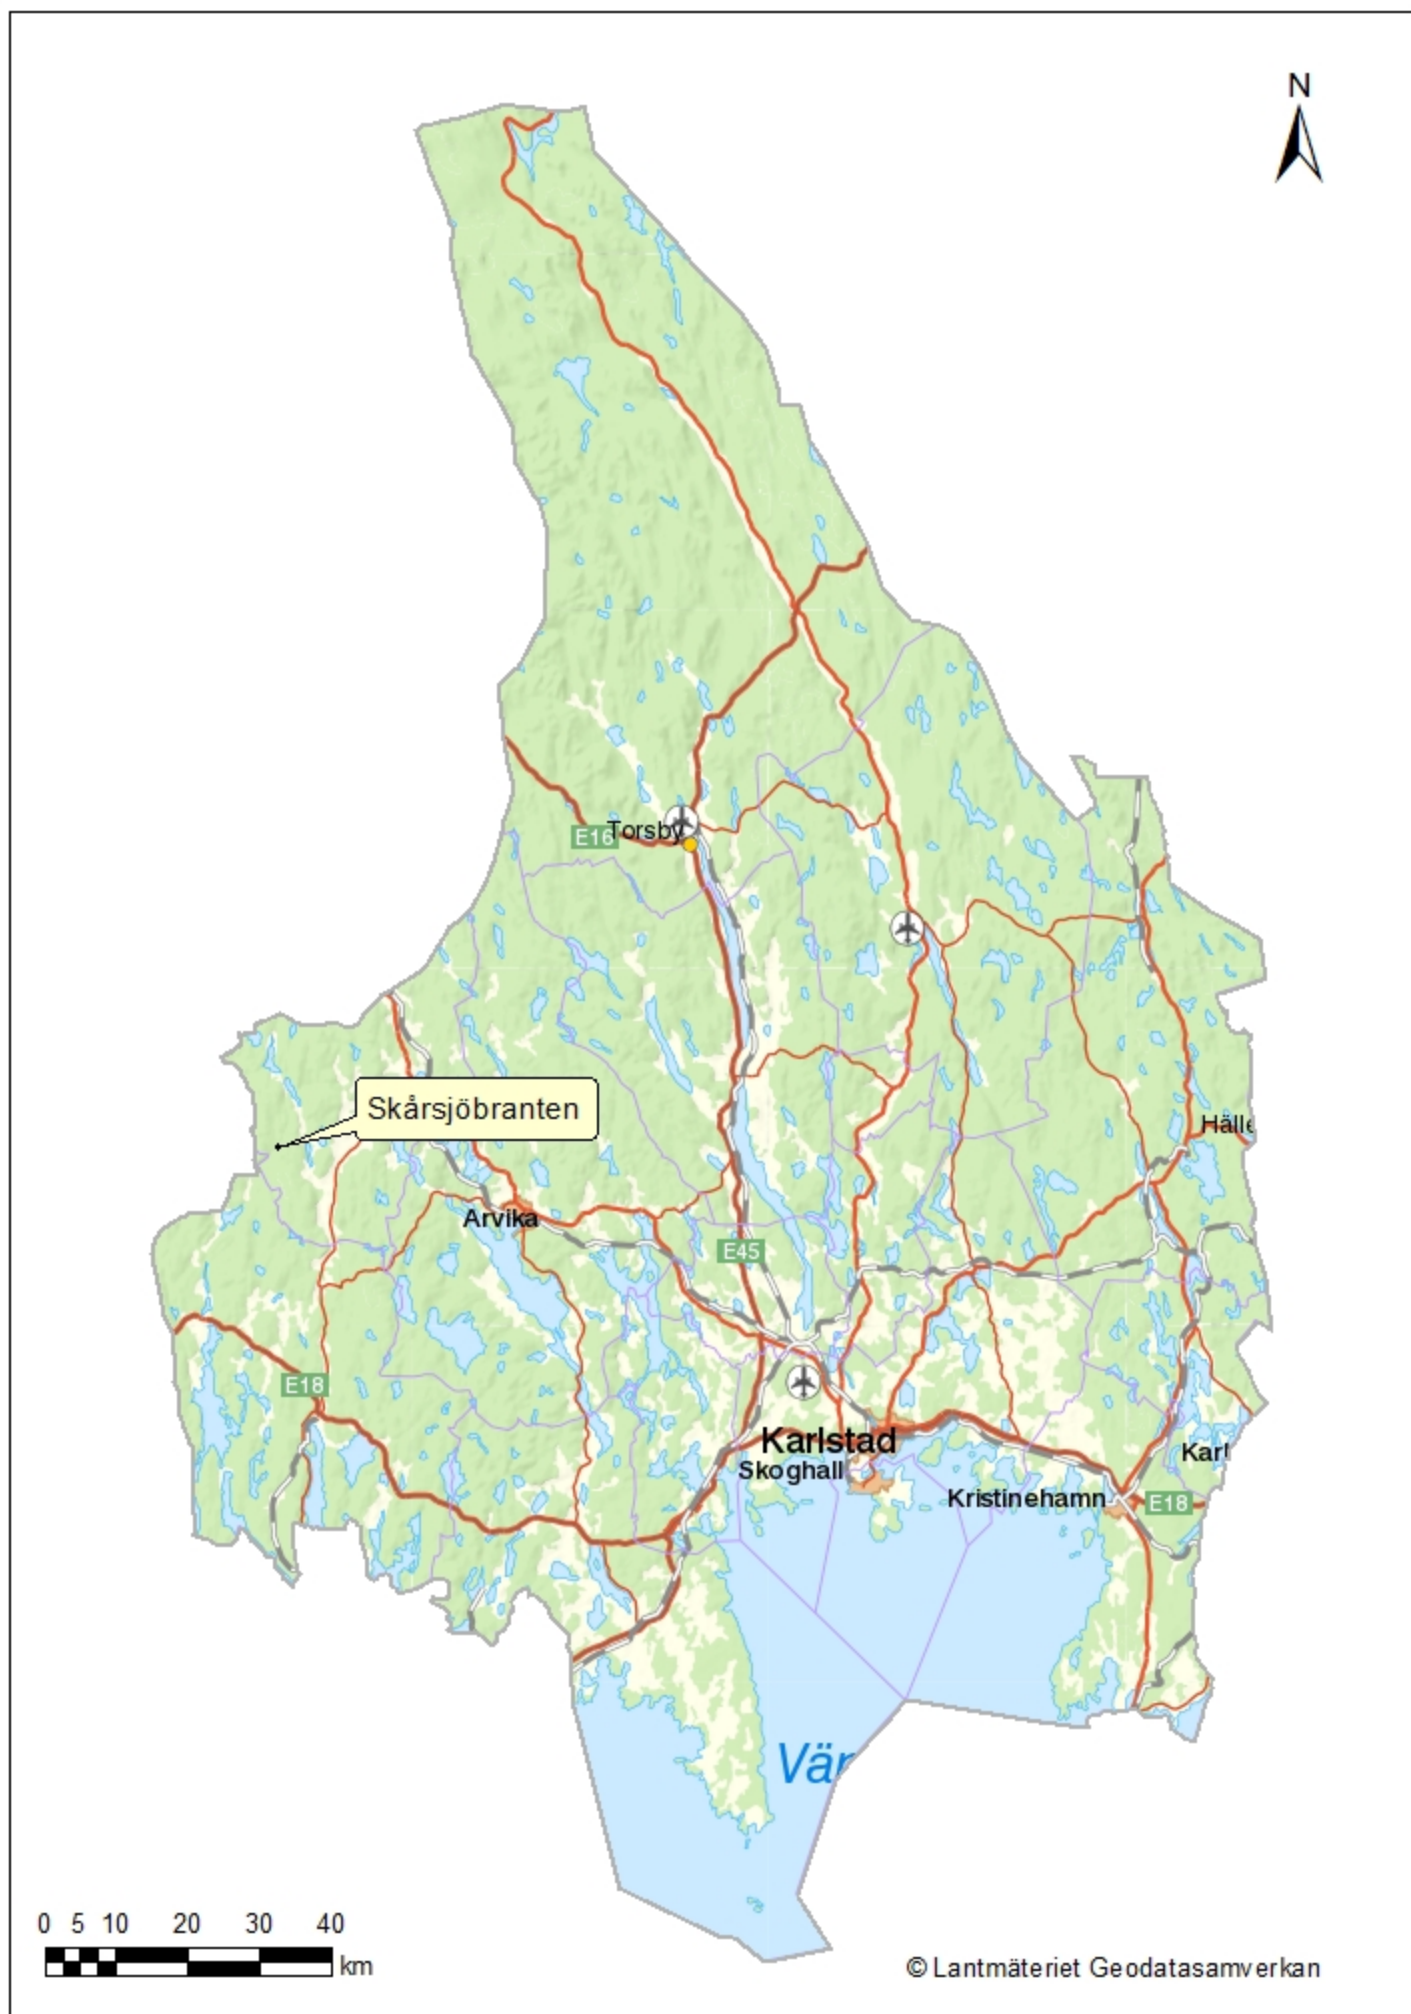 N
E16
Torsby
Skårsjöbranten
Hälle
Arvika
E45
E18
Karlstad
Skoghall
Karl
Kristinehamn
E18
Vär
0 5 10 20 30 40
km
© Lantmäteriet Geodatasamverkan